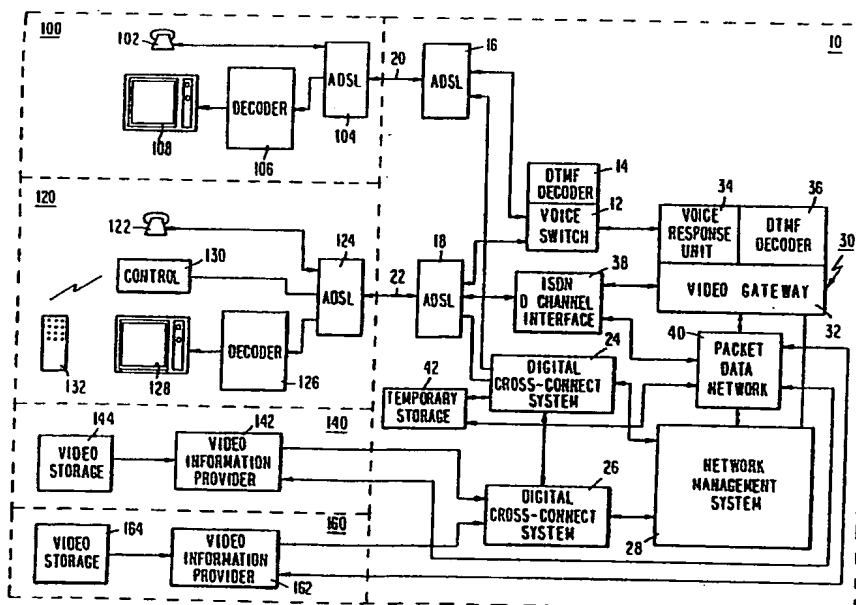 100
102
ADSL
104
DECODER
106
108
20
16
ADSL
10
DTMF
DECODER
14
VOICE
SWITCH
12
34
36
VOICE
RESPONSE
UNIT
DTMF
DECODER
30
VIDEO GATEWAY
32
120
122
130
CONTROL
124
ADSL
22
18
ADSL
38
ISDN
D CHANNEL
INTERFACE
40
PACKET
DATA
NETWORK
132
128
DECODER
126
42
TEMPORARY
STORAGE
24
DIGITAL
CROSS-CONNECT
SYSTEM
144
VIDEO
STORAGE
142
VIDEO
INFORMATION
PROVIDER
140
26
DIGITAL
CROSS-CONNECT
SYSTEM
NETWORK
MANAGEMENT
SYSTEM
28
164
VIDEO
STORAGE
160
VIDEO
INFORMATION
PROVIDER
162